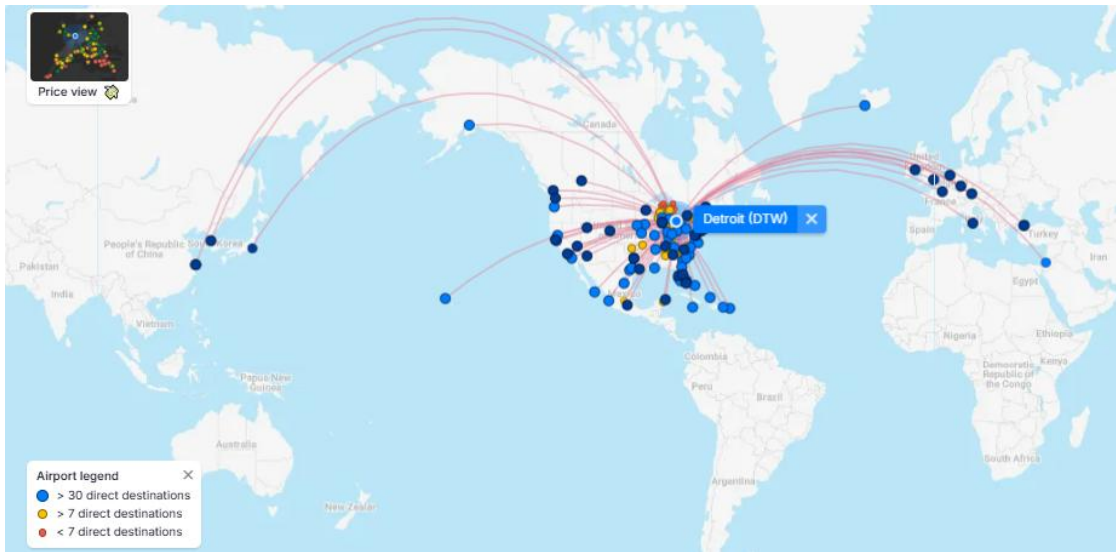 Price view
Canada
United
France
Spain
Turkey
Iran
Egypt
People's Republic
of China
South Korea
Pakistan
India
Vietnam
Detroit (DTW)
Mexico
Nigeria
Ethiopia
Kenya
Democratic
Republic of
the Congo
Colombia
Peru
Brazil
Papua New
Guinea
Australia
New Zealand
Argentina
South Africa
Airport legend
> 30 direct destinations
> 7 direct destinations
< 7 direct destinations